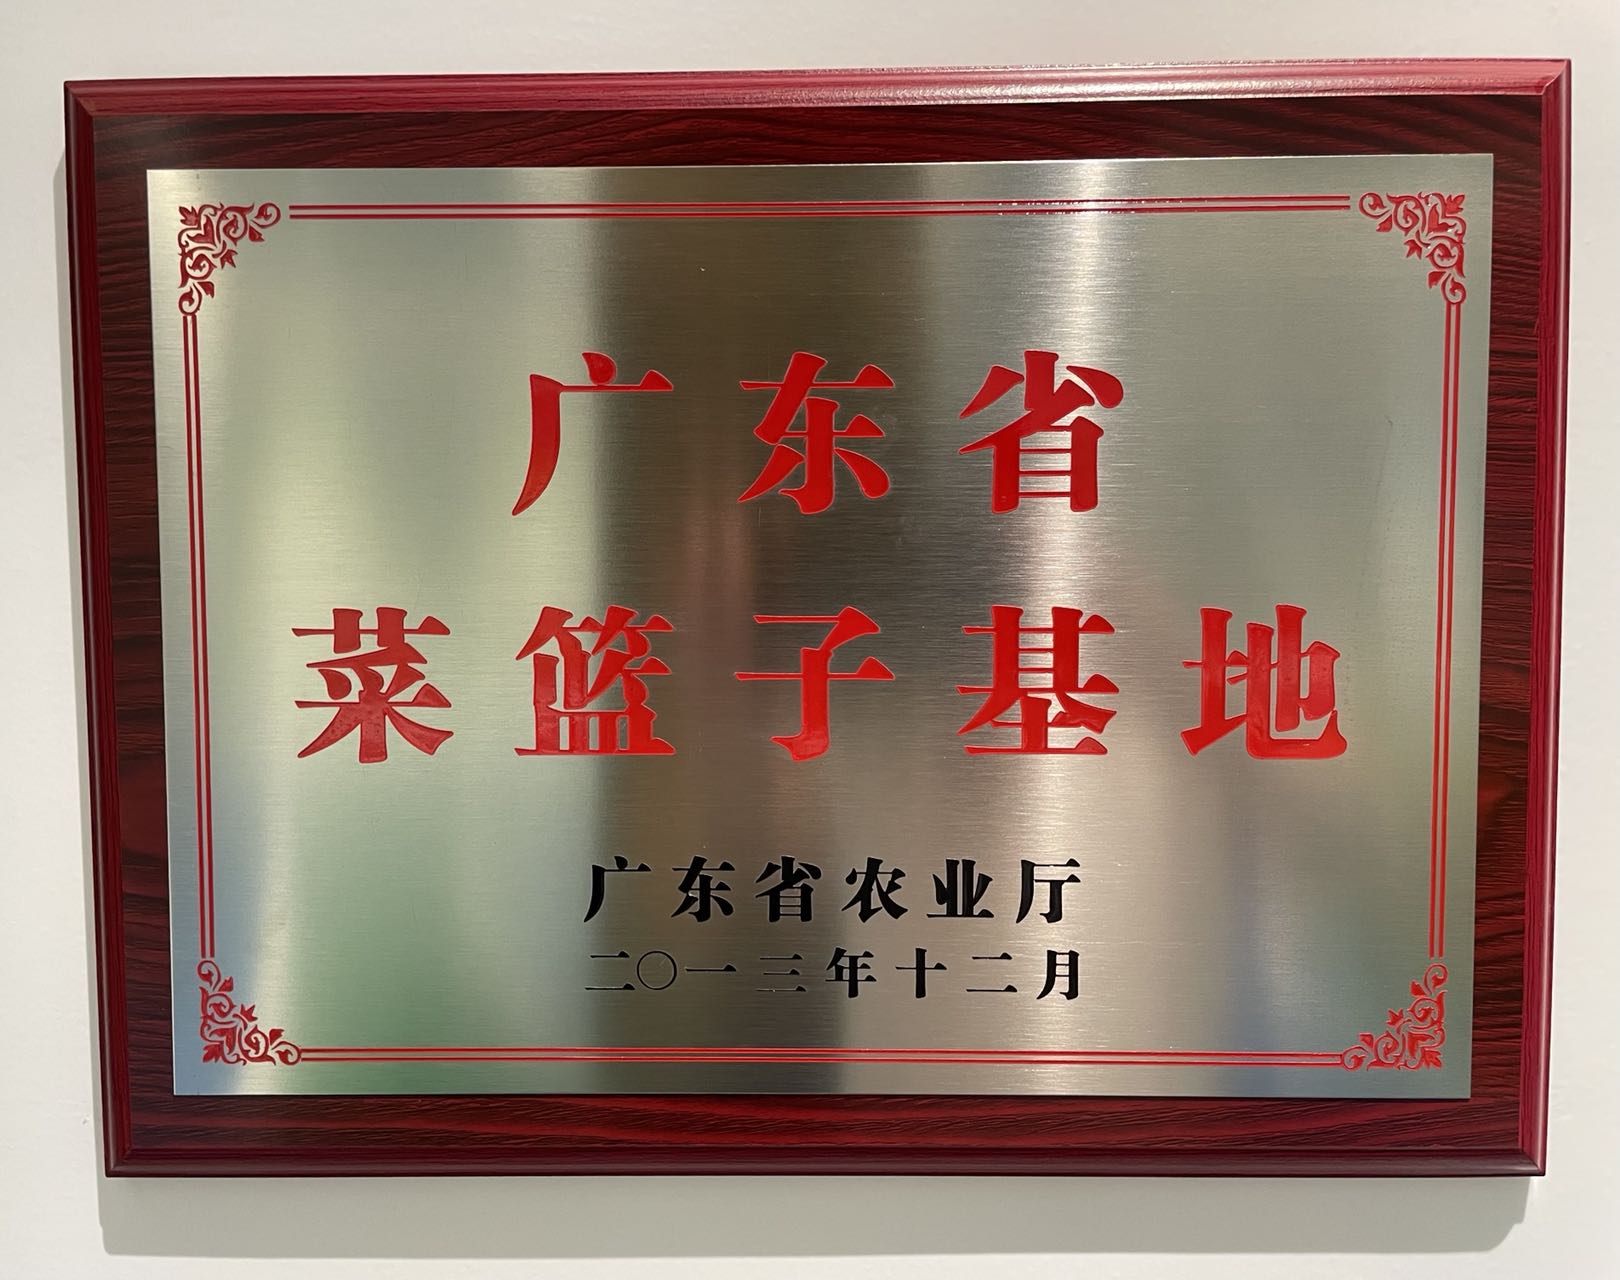 广东省
菜篮子基地
广东省农业厅
二〇一三年十二月